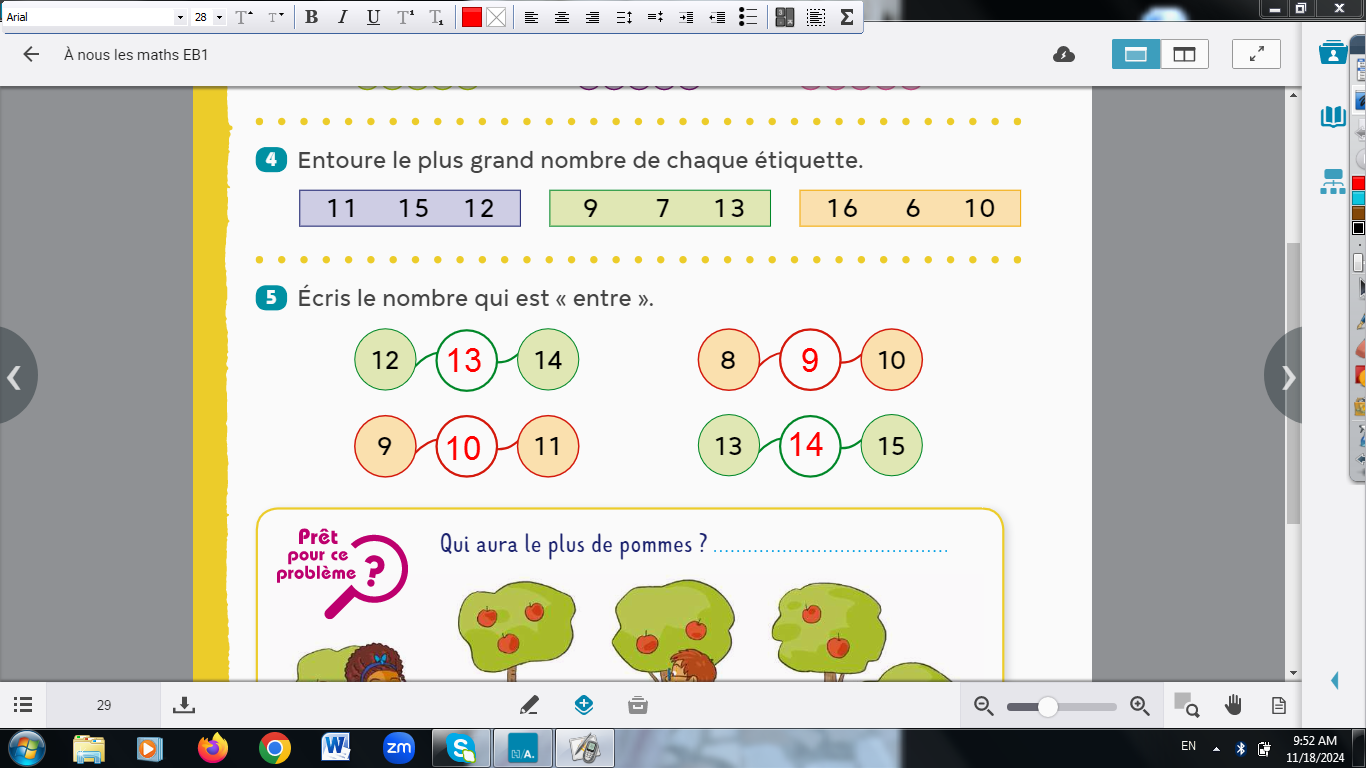 Arial 28 B I U T T Σ
À nous les maths EB1
4 Entoure le plus grand nombre de chaque étiquette.
11 15 12 9 7 13 16 6 10
5 Écris le nombre qui est « entre ».
12 13 14 8 9 10
9 10 11 13 14 15
Prêt
pour ce
problème ?
Qui aura le plus de pommes ?
29
EN 9:52 AM
11/18/2024